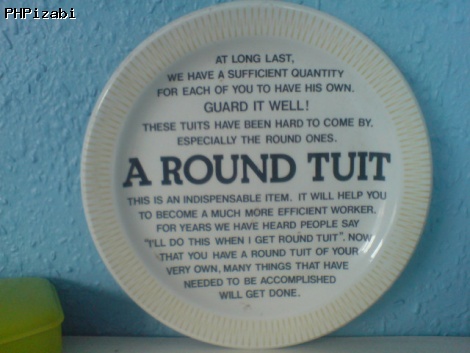 PHPizabi
AT LONG LAST,
WE HAVE A SUFFICIENT QUANTITY
FOR EACH OF YOU TO HAVE HIS OWN.
GUARD IT WELL!
THESE TUITS HAVE BEEN HARD TO COME BY,
ESPECIALLY THE ROUND ONES.
A ROUND TUIT
THIS IS AN INDISPENSABLE ITEM. IT WILL HELP YOU
TO BECOME A MUCH MORE EFFICIENT WORKER.
FOR YEARS WE HAVE HEARD PEOPLE SAY
"I'LL DO THIS WHEN I GET ROUND TUIT". NOW
THAT YOU HAVE A ROUND TUIT OF YOUR
VERY OWN, MANY THINGS THAT HAVE
NEEDED TO BE ACCOMPLISHED
WILL GET DONE.